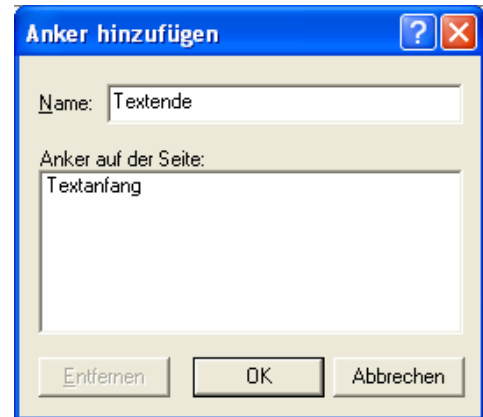 Anker hinzufügen
Name: Textende
Anker auf der Seite:
Textanfang
Entfernen OK Abbrechen